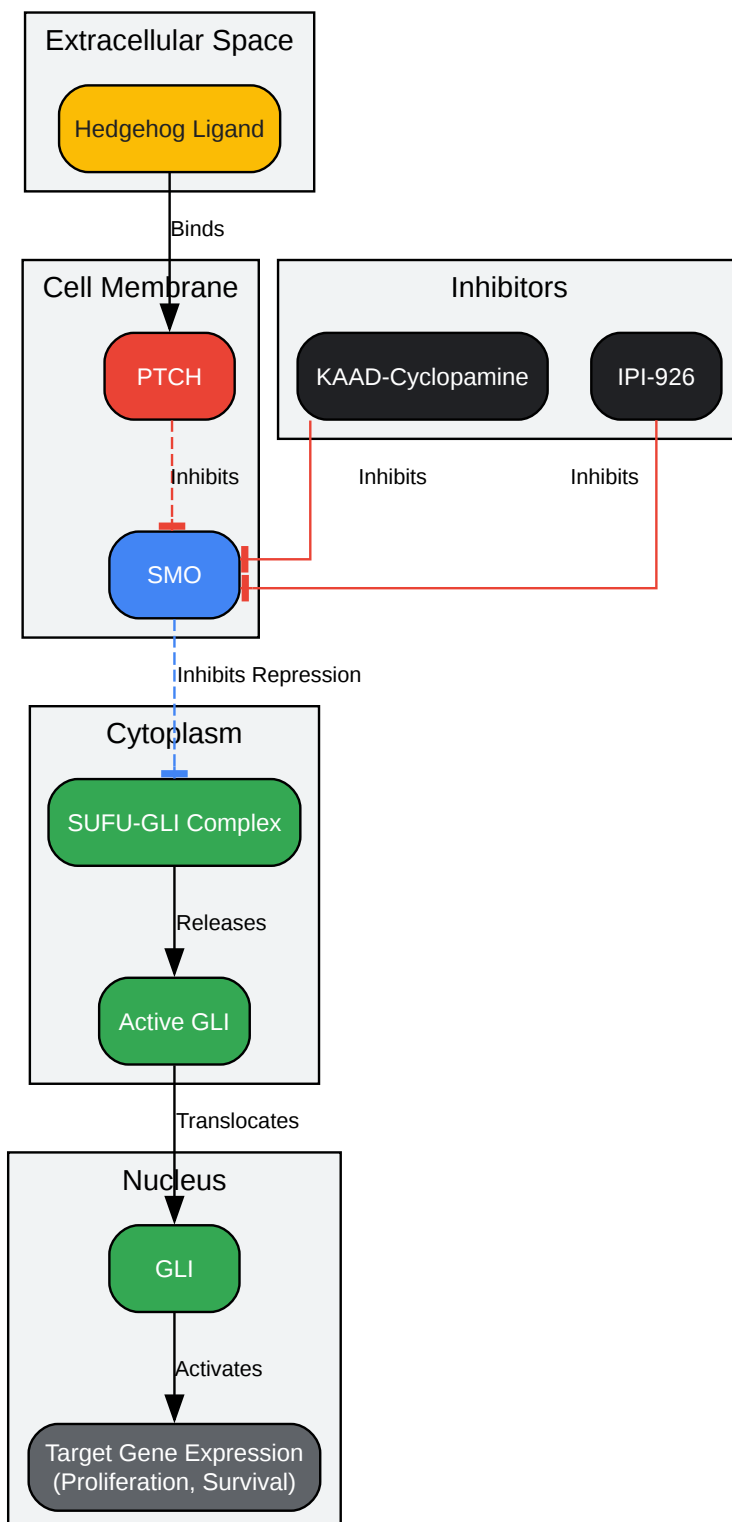 Extracellular Space
Hedgehog Ligand
Binds
Cell Membrane
Inhibitors
PTCH
KAAD-Cyclopamine
IPI-926
Inhibits
Inhibits
Inhibits
SMO
Inhibits Repression
Cytoplasm
SUFU-GLI Complex
Releases
Active GLI
Translocates
Nucleus
GLI
Activates
Target Gene Expression
(Proliferation, Survival)